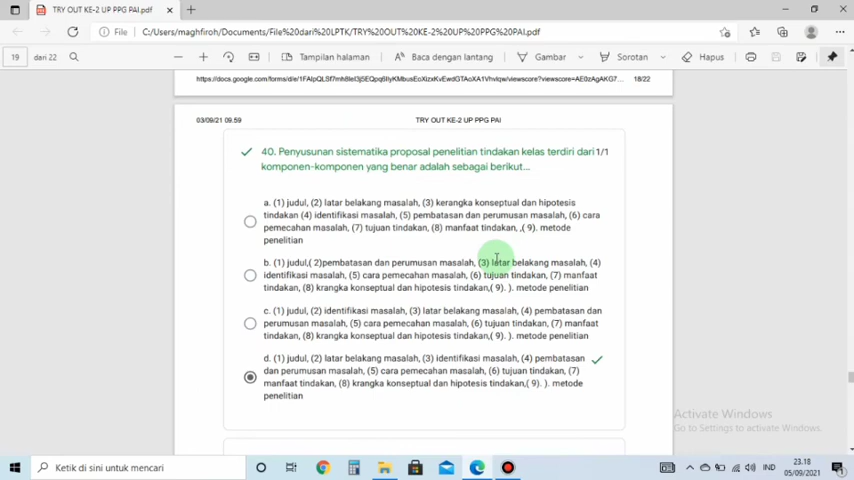 TRY OUT KE-2 UP PPG PAI.pdf
File
C:/Users/maghfiroh/Documents/File%20dari%20LPTK/TRY%20OUT%20KE-2%20UP%20PPG%20PAI.pdf
19 dari 22
Tampilan halaman
Baca dengan lantang
Gambar
Sorotan
Hapus
18/22
03/09/21 09.59
TRY OUT KE-2 UP PPG PAI
40. Penyusunan sistematika proposal penelitian tindakan kelas terdiri dari 1/1
komponen-komponen yang benar adalah sebagai berikut...
a. (1) judul, (2) latar belakang masalah, (3) kerangka konseptual dan hipotesis
tindakan (4) identifikasi masalah, (5) pembatasan dan perumusan masalah, (6) cara
pemecahan masalah, (7) tujuan tindakan, (8) manfaat tindakan, ,( 9). metode
penelitian
b. (1) judul,( 2)pembatasan dan perumusan masalah, (3) latar belakang masalah, (4)
identifikasi masalah, (5) cara pemecahan masalah, (6) tujuan tindakan, (7) manfaat
tindakan, (8) krangka konseptual dan hipotesis tindakan,( 9). ). metode penelitian
c. (1) judul, (2) identifikasi masalah, (3) latar belakang masalah, (4) pembatasan dan
perumusan masalah, (5) cara pemecahan masalah, (6) tujuan tindakan, (7) manfaat
tindakan, (8) krangka konseptual dan hipotesis tindakan,( 9). ). metode penelitian
d. (1) judul, (2) latar belakang masalah, (3) identifikasi masalah, (4) pembatasan
dan perumusan masalah, (5) cara pemecahan masalah, (6) tujuan tindakan, (7)
manfaat tindakan, (8) krangka konseptual dan hipotesis tindakan,( 9). ). metode
penelitian
Activate Windows
Go to Settings to activate Windows.
Ketik di sini untuk mencari
IND
23.18
05/09/2021